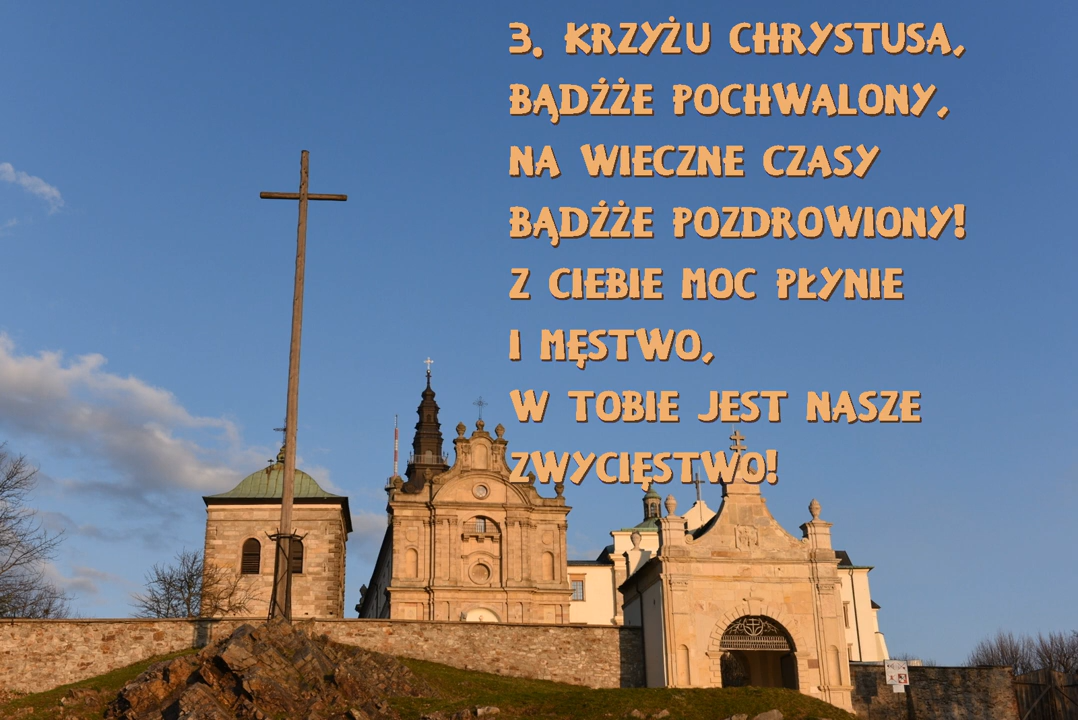 3. KRZYŻU CHRYSTUSA,
BĄDŹŻE POCHWALONY,
NA WIECZNE CZASY
BĄDŹŻE POZDROWIONY!
Z CIEBIE MOC PŁYNIE
I MĘSTWO,
W TOBIE JEST NASZE
ZWYCIĘSTWO!